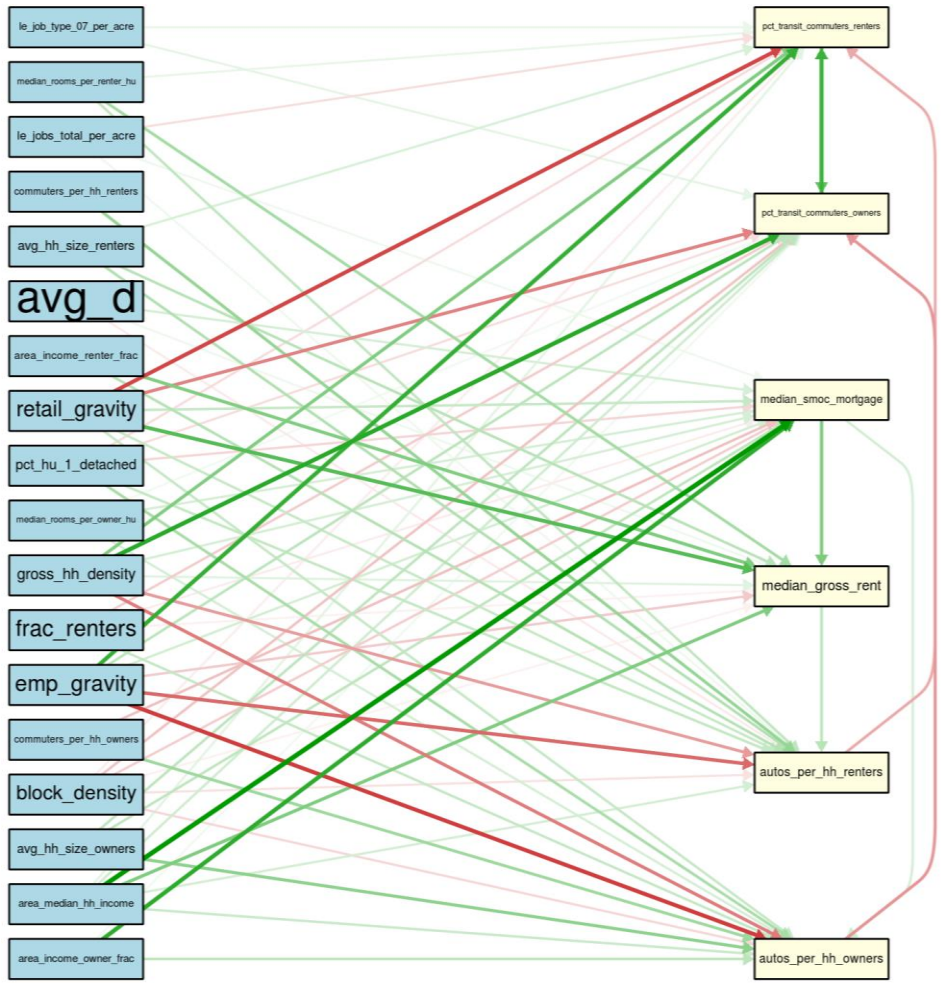 le_job_type_07_per_acre
median_rooms_per_renter_hu
le_jobs_total_per_acre
commuters_per_hh_renters
avg_hh_size_renters
avg_d
area_income_renter_frac
retail_gravity
pct_hu_1_detached
median_rooms_per_owner_hu
gross_hh_density
frac_renters
emp_gravity
commuters_per_hh_owners
block_density
avg_hh_size_owners
area_median_hh_income
area_income_owner_frac
pct_transit_commuters_renters
pct_transit_commuters_owners
median_smoc_mortgage
median_gross_rent
autos_per_hh_renters
autos_per_hh_owners